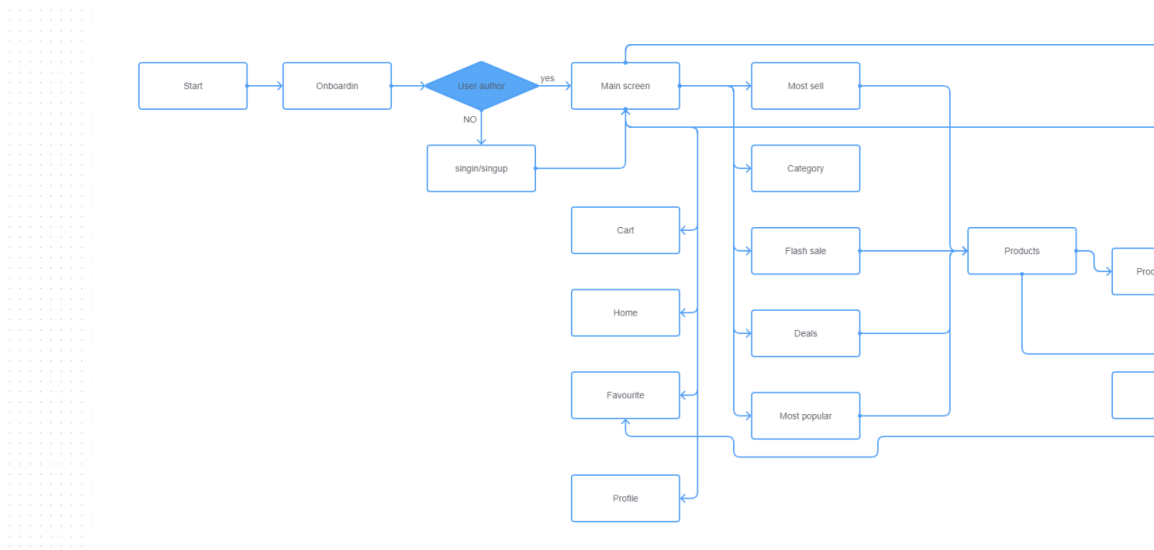 Start
Onboardin
User author
yes
Main screen
Most sell
NO
singin/singup
Category
Cart
Flash sale
Products
Proc
Home
Deals
Favourite
Most popular
Profile